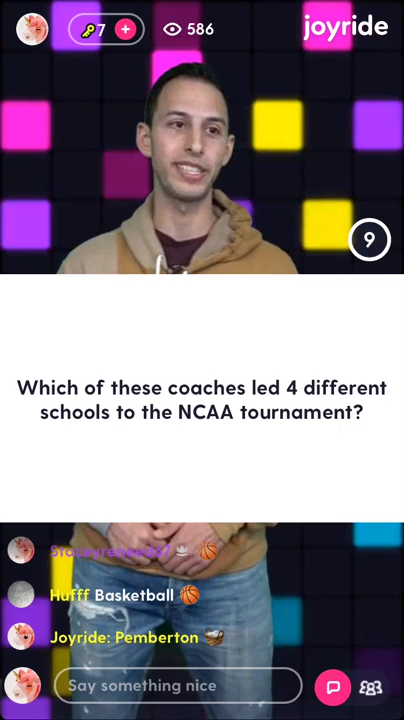 7
586
joyride
9
Which of these coaches led 4 different
schools to the NCAA tournament?
Staceyreneed67
Hufff Basketball
Joyride: Pemberton
Say something nice